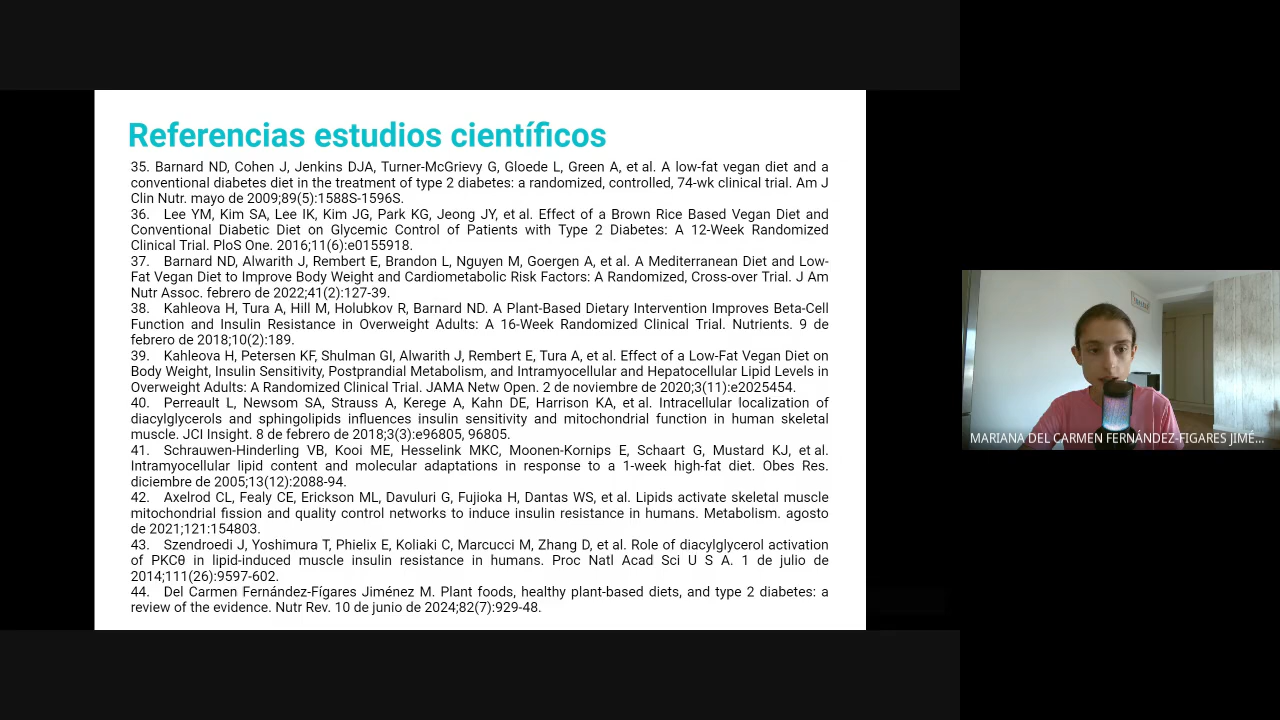 Referencias estudios científicos
35. Barnard ND, Cohen J, Jenkins DJA, Turner-McGrievy G, Gloede L, Green A, et al. A low-fat vegan diet and a
conventional diabetes diet in the treatment of type 2 diabetes: a randomized, controlled, 74-wk clinical trial. Am J
Clin Nutr. mayo de 2009;89(5):1588S-1596S.
36. Lee YM, Kim SA, Lee IK, Kim JG, Park KG, Jeong JY, et al. Effect of a Brown Rice Based Vegan Diet and
Conventional Diabetic Diet on Glycemic Control of Patients with Type 2 Diabetes: A 12-Week Randomized
Clinical Trial. PloS One. 2016;11(6):e0155918.
37. Barnard ND, Alwarith J, Rembert E, Brandon L, Nguyen M, Goergen A, et al. A Mediterranean Diet and Low-
Fat Vegan Diet to Improve Body Weight and Cardiometabolic Risk Factors: A Randomized, Cross-over Trial. J Am
Nutr Assoc. febrero de 2022;41(2):127-39.
38. Kahleova H, Tura A, Hill M, Holubkov R, Barnard ND. A Plant-Based Dietary Intervention Improves Beta-Cell
Function and Insulin Resistance in Overweight Adults: A 16-Week Randomized Clinical Trial. Nutrients. 9 de
febrero de 2018;10(2):189.
39. Kahleova H, Petersen KF, Shulman GI, Alwarith J, Rembert E, Tura A, et al. Effect of a Low-Fat Vegan Diet on
Body Weight, Insulin Sensitivity, Postprandial Metabolism, and Intramyocellular and Hepatocellular Lipid Levels in
Overweight Adults: A Randomized Clinical Trial. JAMA Netw Open. 2 de noviembre de 2020;3(11):e2025454.
40. Perreault L, Newsom SA, Strauss A, Kerege A, Kahn DE, Harrison KA, et al. Intracellular localization of
diacylglycerols and sphingolipids influences insulin sensitivity and mitochondrial function in human skeletal
muscle. JCI Insight. 8 de febrero de 2018;3(3):e96805, 96805.
41. Schrauwen-Hinderling VB, Kooi ME, Hesselink MKC, Moonen-Kornips E, Schaart G, Mustard KJ, et al.
Intramyocellular lipid content and molecular adaptations in response to a 1-week high-fat diet. Obes Res.
diciembre de 2005;13(12):2088-94.
42. Axelrod CL, Fealy CE, Erickson ML, Davuluri G, Fujioka H, Dantas WS, et al. Lipids activate skeletal muscle
mitochondrial fission and quality control networks to induce insulin resistance in humans. Metabolism. agosto
de 2021;121:154803.
43. Szendroedi J, Yoshimura T, Phielix E, Koliaki C, Marcucci M, Zhang D, et al. Role of diacylglycerol activation
of PKCθ in lipid-induced muscle insulin resistance in humans. Proc Natl Acad Sci U S A. 1 de julio de
2014;111(26):9597-602.
44. Del Carmen Fernández-Fígares Jiménez M. Plant foods, healthy plant-based diets, and type 2 diabetes: a
review of the evidence. Nutr Rev. 10 de junio de 2024;82(7):929-48.
MARIANA DEL CARMEN FERNÁNDEZ-FIGARES JIMÉ...